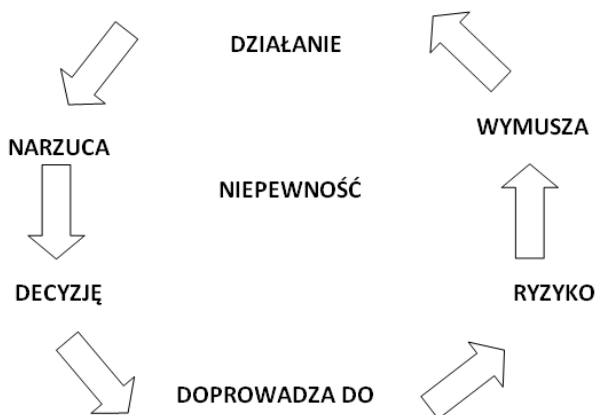 DZIAŁANIE
WYMUSZA
NARZUCA
NIEPEWNOŚĆ
DECYZJĘ
RYZYKO
DOPROWADZA DO